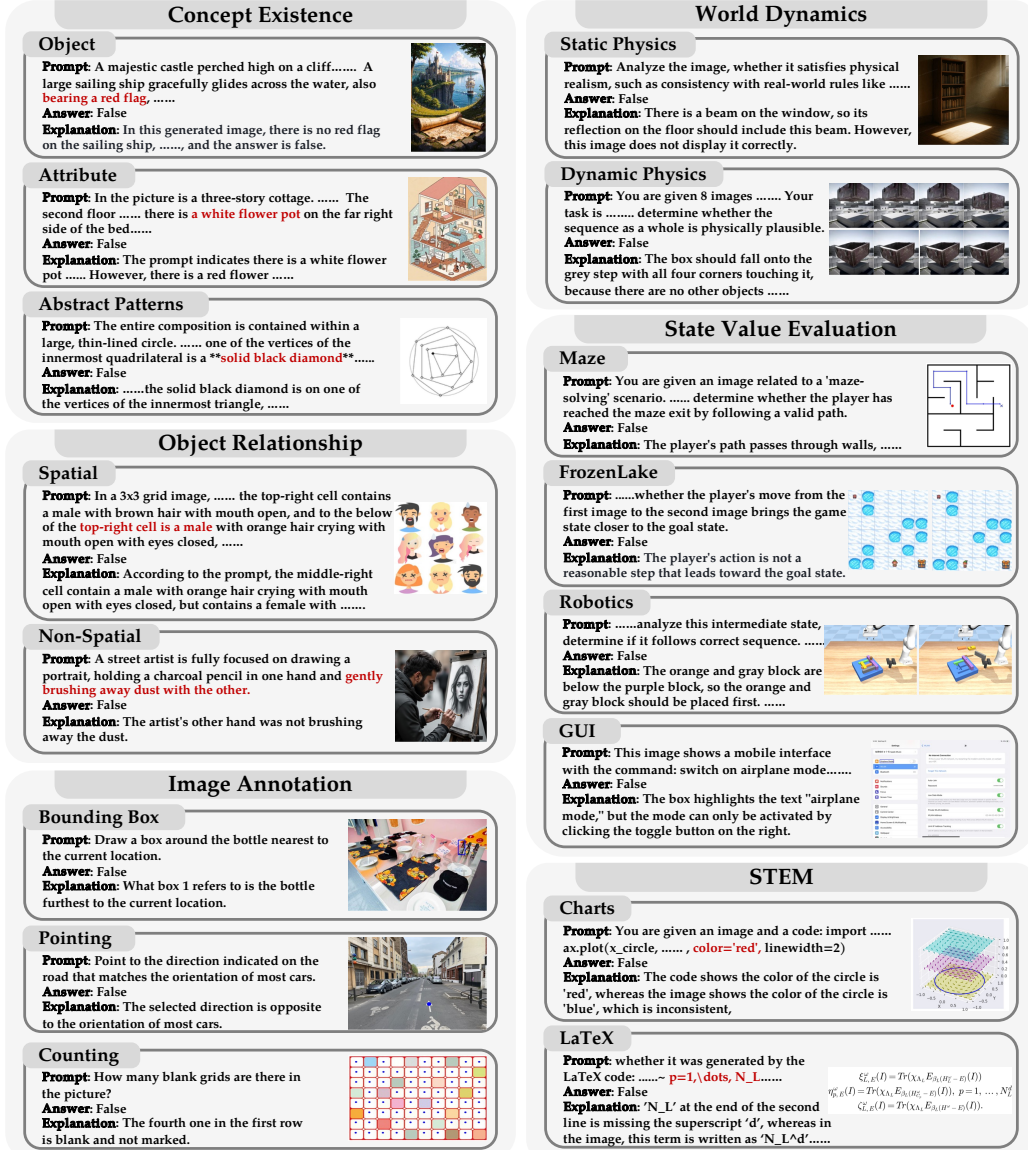 Concept Existence
Object
Prompt: A majestic castle perched high on a cliff...... A
large sailing ship gracefully glides across the water, also
bearing a red flag, ......
Answer: False
Explanation: In this generated image, there is no red flag
on the sailing ship, ......, and the answer is false.
Attribute
Prompt: In the picture is a three-story cottage. ...... The
second floor ...... there is a white flower pot on the far right
side of the bed......
Answer: False
Explanation: The prompt indicates there is a white flower
pot ...... However, there is a red flower ......
Abstract Patterns
Prompt: The entire composition is contained within a
large, thin-lined circle. ...... one of the vertices of the
innermost quadrilateral is a **solid black diamond**......
Answer: False
Explanation: ......the solid black diamond is on one of
the vertices of the innermost triangle, ......
Object Relationship
Spatial
Prompt: In a 3x3 grid image, ...... the top-right cell contains
a male with brown hair with mouth open, and to the below
of the top-right cell is a male with orange hair crying with
mouth open with eyes closed, ......
Answer: False
Explanation: According to the prompt, the middle-right
cell contain a male with orange hair crying with mouth
open with eyes closed, but contains a female with .......
Non-Spatial
Prompt: A street artist is fully focused on drawing a
portrait, holding a charcoal pencil in one hand and gently
brushing away dust with the other.
Answer: False
Explanation: The artist's other hand was not brushing
away the dust.
Image Annotation
Bounding Box
Prompt: Draw a box around the bottle nearest to
the current location.
Answer: False
Explanation: What box 1 refers to is the bottle
furthest to the current location.
Pointing
Prompt: Point to the direction indicated on the
road that matches the orientation of most cars.
Answer: False
Explanation: The selected direction is opposite
to the orientation of most cars.
Counting
Prompt: How many blank grids are there in
the picture?
Answer: False
Explanation: The fourth one in the first row
is blank and not marked.
World Dynamics
Static Physics
Prompt: Analyze the image, whether it satisfies physical
realism, such as consistency with real-world rules like ......
Answer: False
Explanation: There is a beam on the window, so its
reflection on the floor should include this beam. However,
this image does not display it correctly.
Dynamic Physics
Prompt: You are given 8 images ....... Your
task is ........ determine whether the
sequence as a whole is physically plausible.
Answer: False
Explanation: The box should fall onto the
grey step with all four corners touching it,
because there are no other objects ......
State Value Evaluation
Maze
Prompt: You are given an image related to a 'maze-
solving' scenario. ...... determine whether the player has
reached the maze exit by following a valid path.
Answer: False
Explanation: The player's path passes through walls, ......
FrozenLake
Prompt: ......whether the player's move from the
first image to the second image brings the game
state closer to the goal state.
Answer: False
Explanation: The player's action is not a
reasonable step that leads toward the goal state.
Robotics
Prompt: ......analyze this intermediate state,
determine if it follows correct sequence. ......
Answer: False
Explanation: The orange and gray block are
below the purple block, so the orange and
gray block should be placed first. ......
GUI
Prompt: This image shows a mobile interface
with the command: switch on airplane mode.......
Answer: False
Explanation: The box highlights the text "airplane
mode," but the mode can only be activated by
clicking the toggle button on the right.
STEM
Charts
Prompt: You are given an image and a code: import ......
ax.plot(x_circle, ...... , color='red', linewidth=2)
Answer: False
Explanation: The code shows the color of the circle is
'red', whereas the image shows the color of the circle is
'blue', which is inconsistent,
LaTeX
Prompt: whether it was generated by the
LaTeX code: ......~ p=1,\dots, N_L......
Answer: False
Explanation: 'N_L' at the end of the second
line is missing the superscript 'd', whereas in
the image, this term is written as 'N_L^d'......